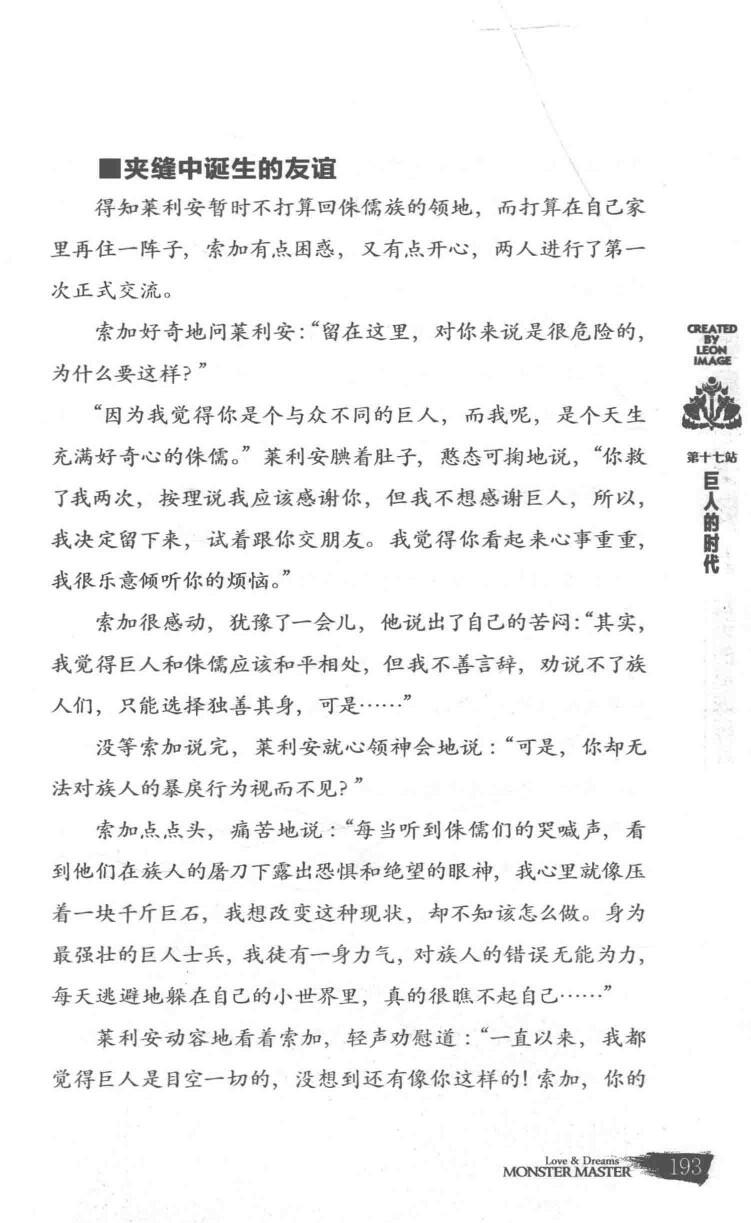 ■夹缝中诞生的友谊
得知莱利安暂时不打算回侏儒族的领地，而打算在自己家
里再住一阵子，索加有点困惑，又有点开心，两人进行了第一
次正式交流。
索加好奇地问莱利安：“留在这里，对你来说是很危险的，
为什么要这样？”
“因为我觉得你是个与众不同的巨人，而我呢，是个天生
充满好奇心的侏儒。”莱利安腆着肚子，憨态可掬地说，“你救
了我两次，按理说我应该感谢你，但我不想感谢巨人，所以，
我决定留下来，试着跟你交朋友。我觉得你看起来心事重重，
我很乐意倾听你的烦恼。”
索加很感动，犹豫了一会儿，他说出了自己的苦闷：“其实，
我觉得巨人和侏儒应该和平相处，但我不善言辞，劝说不了族
人们，只能选择独善其身，可是……”
没等索加说完，莱利安就心领神会地说：“可是，你却无
法对族人的暴戾行为视而不见？”
索加点点头，痛苦地说：“每当听到侏儒们的哭喊声，看
到他们在族人的屠刀下露出恐惧和绝望的眼神，我心里就像压
着一块千斤巨石，我想改变这种现状，却不知该怎么做。身为
最强壮的巨人士兵，我徒有一身力气，对族人的错误无能为力，
每天逃避地躲在自己的小世界里，真的很瞧不起自己……”
莱利安动容地看着索加，轻声劝慰道：“一直以来，我都
觉得巨人是目空一切的，没想到还有像你这样的！索加，你的
CREATED
BY
LEON
IMAGE
第十七站
巨人的时代
Love & Dreams
MONSTER MASTER
193